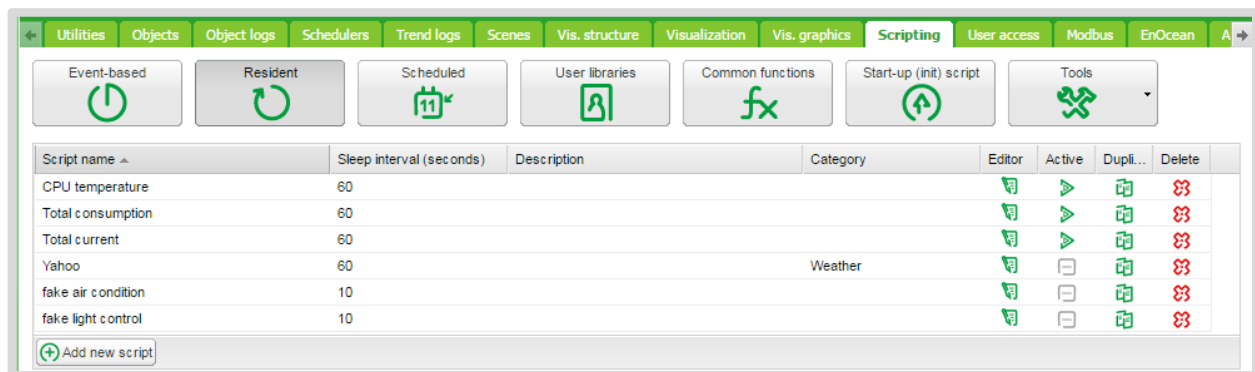 Utilities Objects Object logs Schedulers Trend logs Scenes Vis. structure Visualization Vis. graphics Scripting User access Modbus EnOcean A
Event-based Resident Scheduled User libraries Common functions Start-up (init) script Tools
11
Script name Sleep interval (seconds) Description Category Editor Active Dupli... Delete
CPU temperature 60
Total consumption 60
Total current 60
Yahoo 60 Weather
fake air condition 10
fake light control 10
Add new script